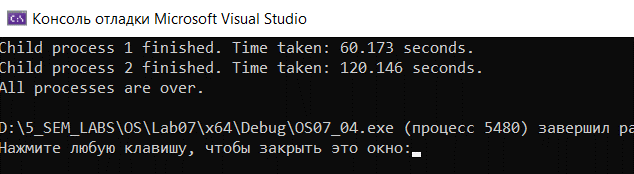 Консоль отладки Microsoft Visual Studio
Child process 1 finished. Time taken: 60.173 seconds.
Child process 2 finished. Time taken: 120.146 seconds.
All processes are over.
D:\5_SEM_LABS\OS\Lab07\x64\Debug\OS07_04.exe (процесс 5480) завершил ра
Нажмите любую клавишу, чтобы закрыть это окно: